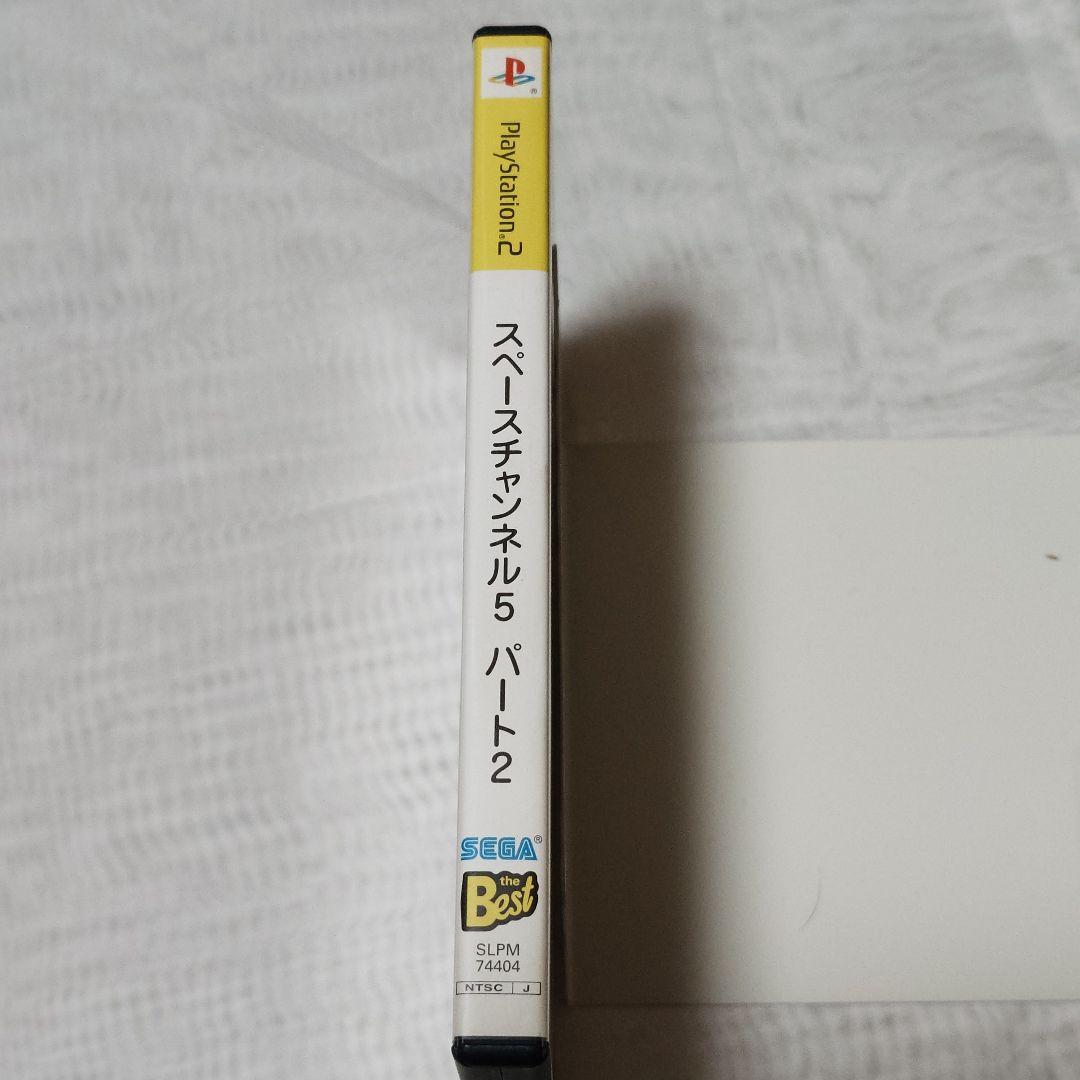 PlayStation®2
スペースチャンネル5 パート2
SEGA®
the
Best
SLPM
74404
NTSC J